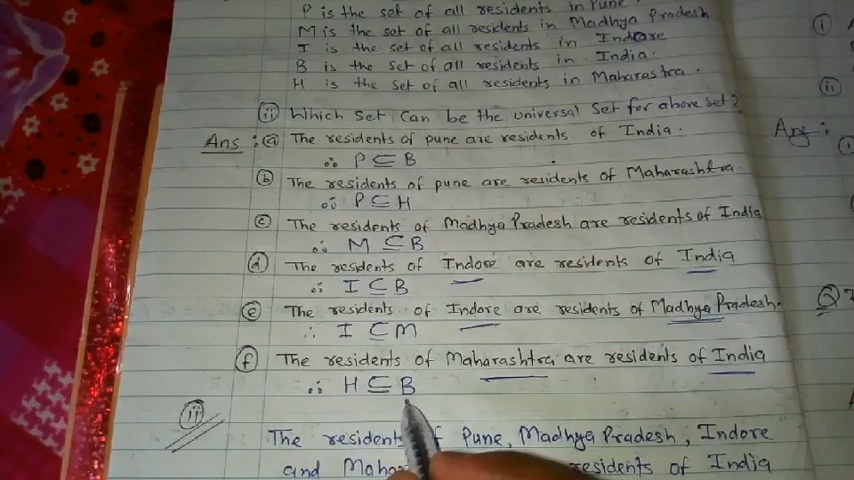 P is the set of all residents in Pune
M is the set of all residents in Madhya Pradesh
I is the set of all residents in Indore
B is the set of all residents in India.
H is the set of all residents in Maharastra.
(ii) Which set can be the universal set for above set?
Ans: (a) The residents of pune are residents of India.
∴ P ⊆ B
(b) The residents of pune are residents of Maharashtra.
∴ P ⊆ H
(c) The residents of Madhya Pradesh are residents of India
∴ M ⊆ B
(d) The residents of Indore are residents of India
∴ I ⊆ B
(e) The residents of Indore are residents of Madhya Pradesh.
∴ I ⊆ M
(f) The residents of Maharashtra are residents of India
∴ H ⊆ B
(ii)
The residents of Pune, Madhya Pradesh, Indore
and residents of India
(i)
(ii)
Ans:
Q